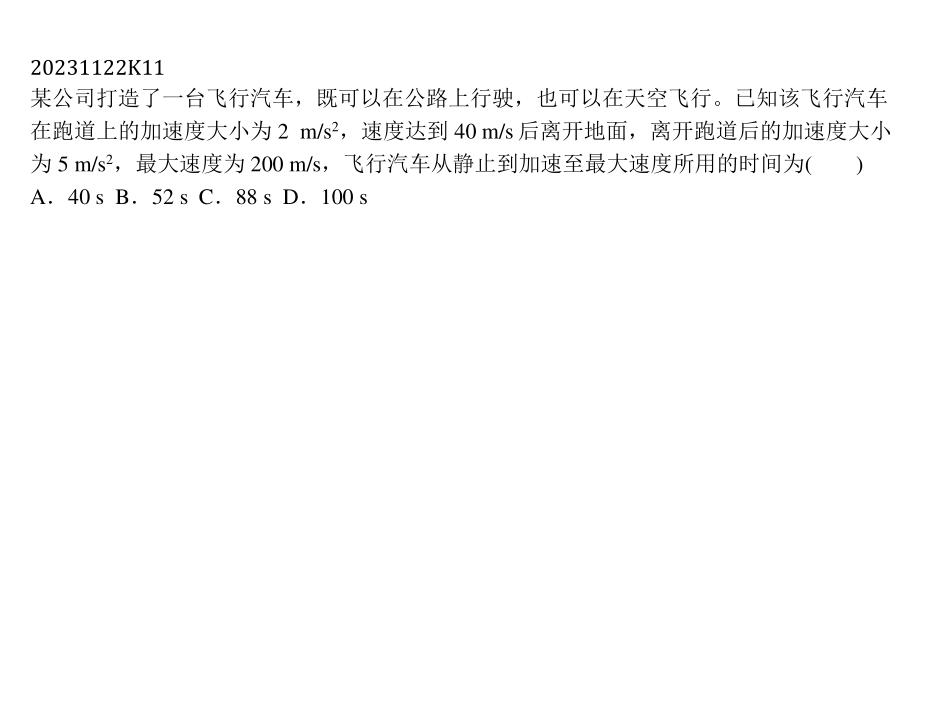 20231122K11
某公司打造了一台飞行汽车，既可以在公路上行驶，也可以在天空飞行。已知该飞行汽车
在跑道上的加速度大小为 2 m/s²，速度达到 40 m/s 后离开地面，离开跑道后的加速度大小
为 5 m/s²，最大速度为 200 m/s，飞行汽车从静止到加速至最大速度所用的时间为(　　)
A．40 s B．52 s C．88 s D．100 s